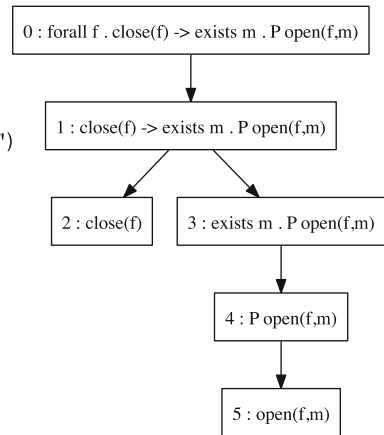 0 : forall f . close(f) -> exists m . P open(f,m)
1 : close(f) -> exists m . P open(f,m)
")
2 : close(f)
3 : exists m . P open(f,m)
4 : P open(f,m)
5 : open(f,m)